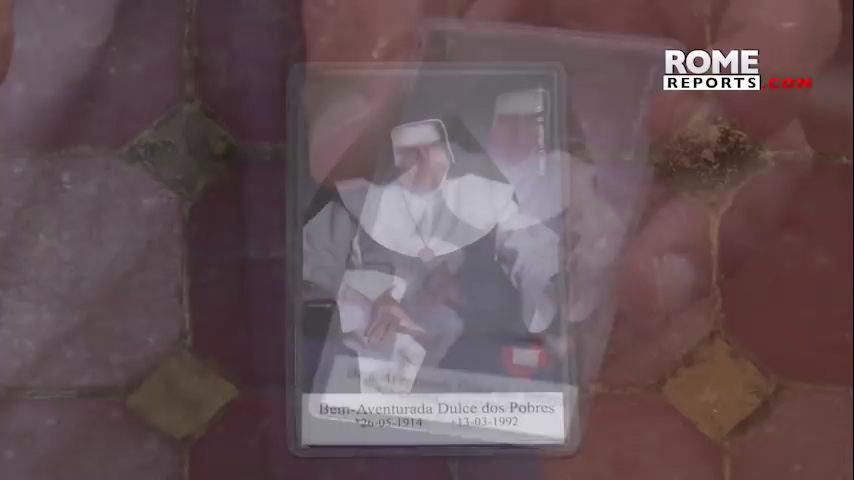 ROME
REPORTS.COM
Bem-Aventurada Dulce dos Pobres
*26-05-1914 +13-03-1992